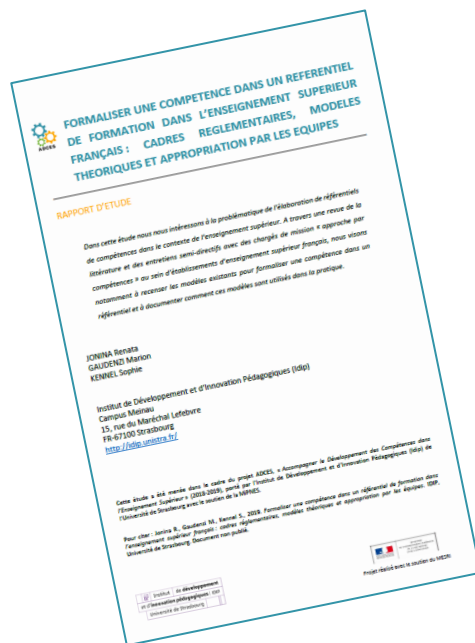 ADCES
FORMALISER UNE COMPETENCE DANS UN REFERENTIEL
DE FORMATION DANS L'ENSEIGNEMENT SUPERIEUR
FRANÇAIS : CADRES REGLEMENTAIRES, MODELES
THEORIQUES ET APPROPRIATION PAR LES EQUIPES
RAPPORT D'ETUDE
Dans cette étude nous nous intéressons à la problématique de l'élaboration de référentiels
de compétences dans le contexte de l'enseignement supérieur. A travers une revue de la
littérature et des entretiens semi-directifs avec des chargés de mission « approche par
compétences » au sein d'établissements d'enseignement supérieur français, nous visons
notamment à recenser les modèles existants pour formaliser une compétence dans un
référentiel et à documenter comment ces modèles sont utilisés dans la pratique.
JONINA Renata
GAUDENZI Marion
KENNEL Sophie
Institut de Développement et d'Innovation Pédagogiques (Idip)
Campus Meinau
15, rue du Maréchal Lefebvre
FR-67100 Strasbourg
http://idip.unistra.fr/
Cette étude a été menée dans le cadre du projet ADCES, « Accompagner le Développement des Compétences dans
l'Enseignement Supérieur » (2018-2019), porté par l'Institut de Développement et d'Innovation Pédagogiques (Idip) de
l'Université de Strasbourg avec le soutien de la MIPNES.
Pour citer : Jonina R., Gaudenzi M., Kennel S., 2019. Formaliser une compétence dans un référentiel de formation dans
l'enseignement supérieur français : cadres réglementaires, modèles théoriques et appropriation par les équipes. IDIP,
Université de Strasbourg. Document non publié.
Institut de développement
et d'innovation pédagogiques IDIP
Université de Strasbourg
Projet réalisé avec le soutien du MESRI